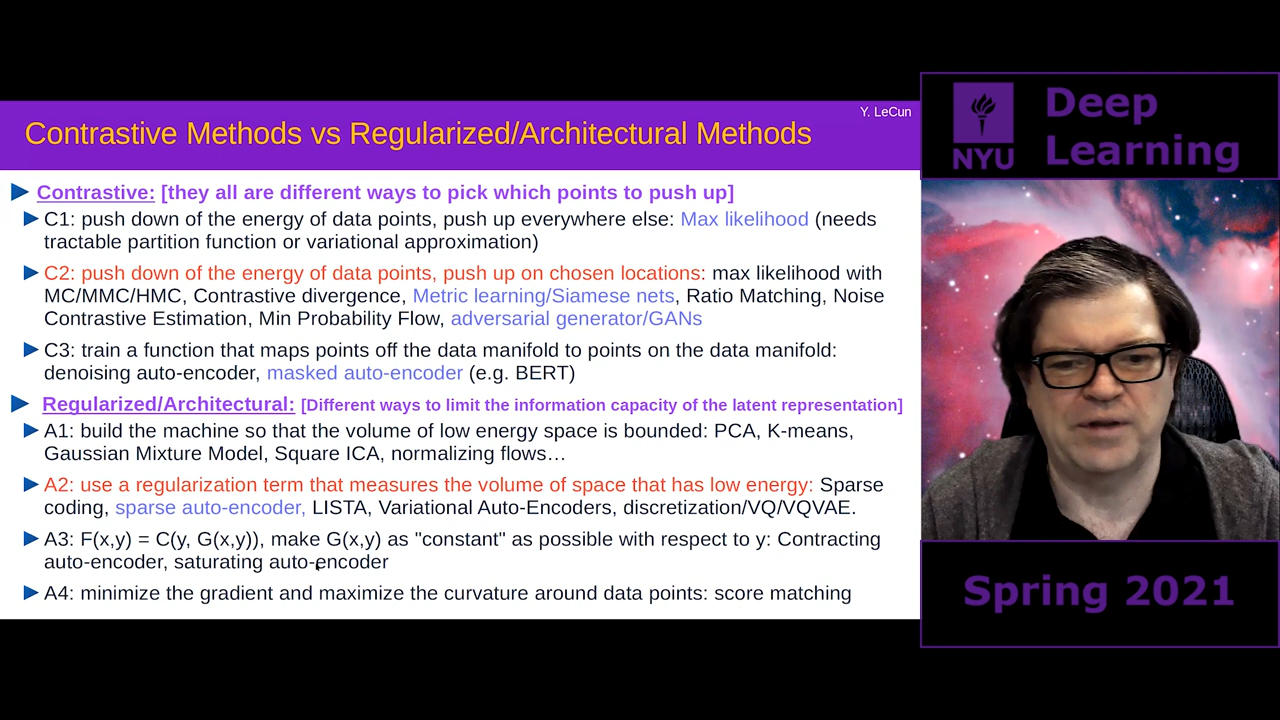 Y. LeCun
Contrastive Methods vs Regularized/Architectural Methods
Contrastive: [they all are different ways to pick which points to push up]
C1: push down of the energy of data points, push up everywhere else: Max likelihood (needs
tractable partition function or variational approximation)
C2: push down of the energy of data points, push up on chosen locations: max likelihood with
MC/MMC/HMC, Contrastive divergence, Metric learning/Siamese nets, Ratio Matching, Noise
Contrastive Estimation, Min Probability Flow, adversarial generator/GANs
C3: train a function that maps points off the data manifold to points on the data manifold:
denoising auto-encoder, masked auto-encoder (e.g. BERT)
Regularized/Architectural: [Different ways to limit the information capacity of the latent representation]
A1: build the machine so that the volume of low energy space is bounded: PCA, K-means,
Gaussian Mixture Model, Square ICA, normalizing flows…
A2: use a regularization term that measures the volume of space that has low energy: Sparse
coding, sparse auto-encoder, LISTA, Variational Auto-Encoders, discretization/VQ/VQVAE.
A3: F(x,y) = C(y, G(x,y)), make G(x,y) as "constant" as possible with respect to y: Contracting
auto-encoder, saturating auto-encoder
A4: minimize the gradient and maximize the curvature around data points: score matching
NYU
Deep
Learning
Spring 2021